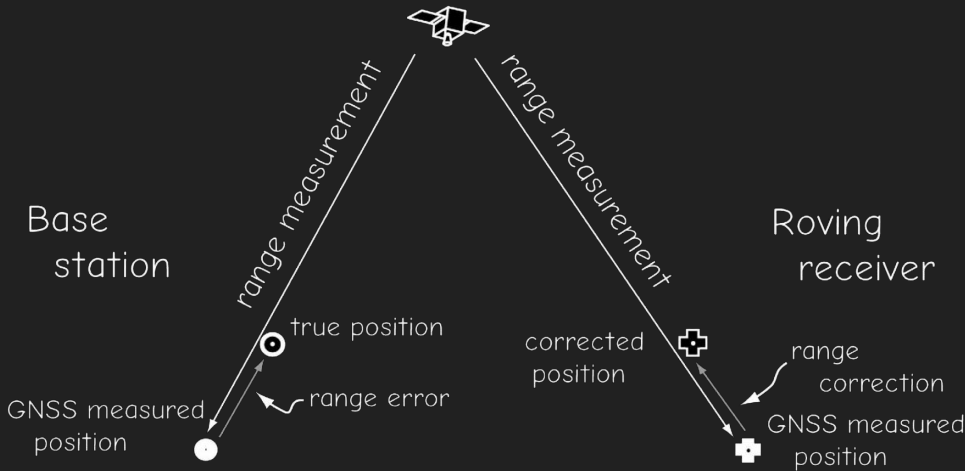 range measurement
range measurement
Base
station
Roving
receiver
true position
corrected
position
range
correction
range error
GNSS measured
position
GNSS measured
position